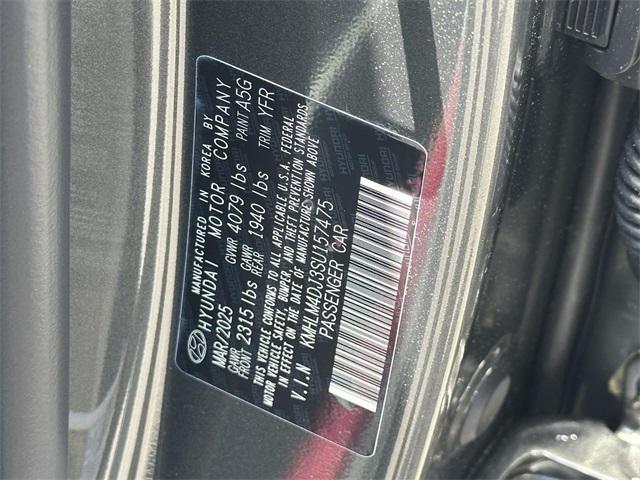 MANUFACTURED IN KOREA BY
HYUNDAI MOTOR COMPANY
MAR/2025 GVWR 4079 lbs PAINT A5G
GAWR FRONT 2315 lbs GAWR REAR 1940 lbs TRIM YFR
THIS VEHICLE CONFORMS TO ALL APPLICABLE U.S.A. FEDERAL
MOTOR VEHICLE SAFETY, BUMPER, AND THEFT PREVENTION STANDARDS
IN EFFECT ON THE DATE OF MANUFACTURE SHOWN ABOVE
V.I.N KMHLM4DJ3SU157475
PASSENGER CAR